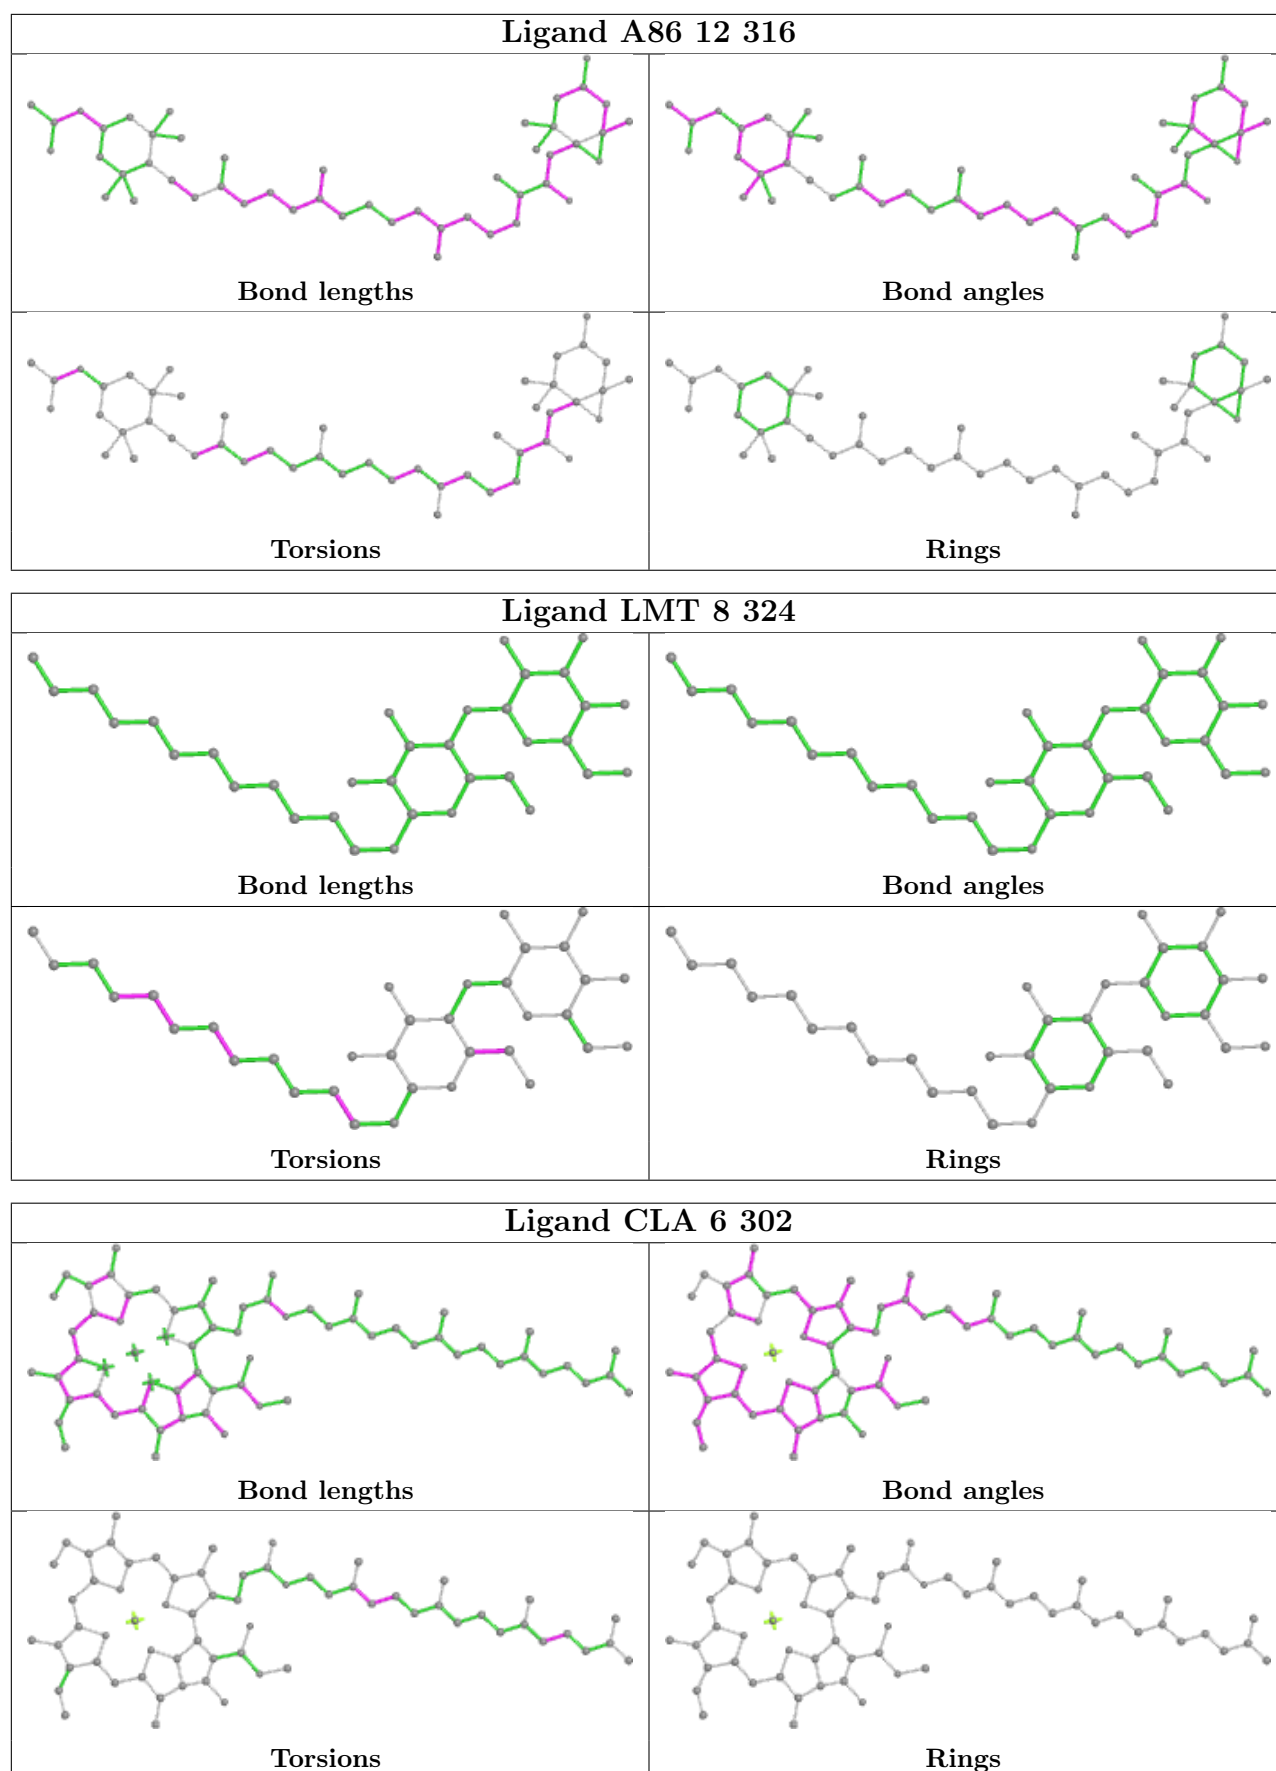 Ligand A86 12 316
Bond lengths
Bond angles
Torsions
Rings
Ligand LMT 8 324
Bond lengths
Bond angles
Torsions
Rings
Ligand CLA 6 302
Bond lengths
Bond angles
Torsions
Rings